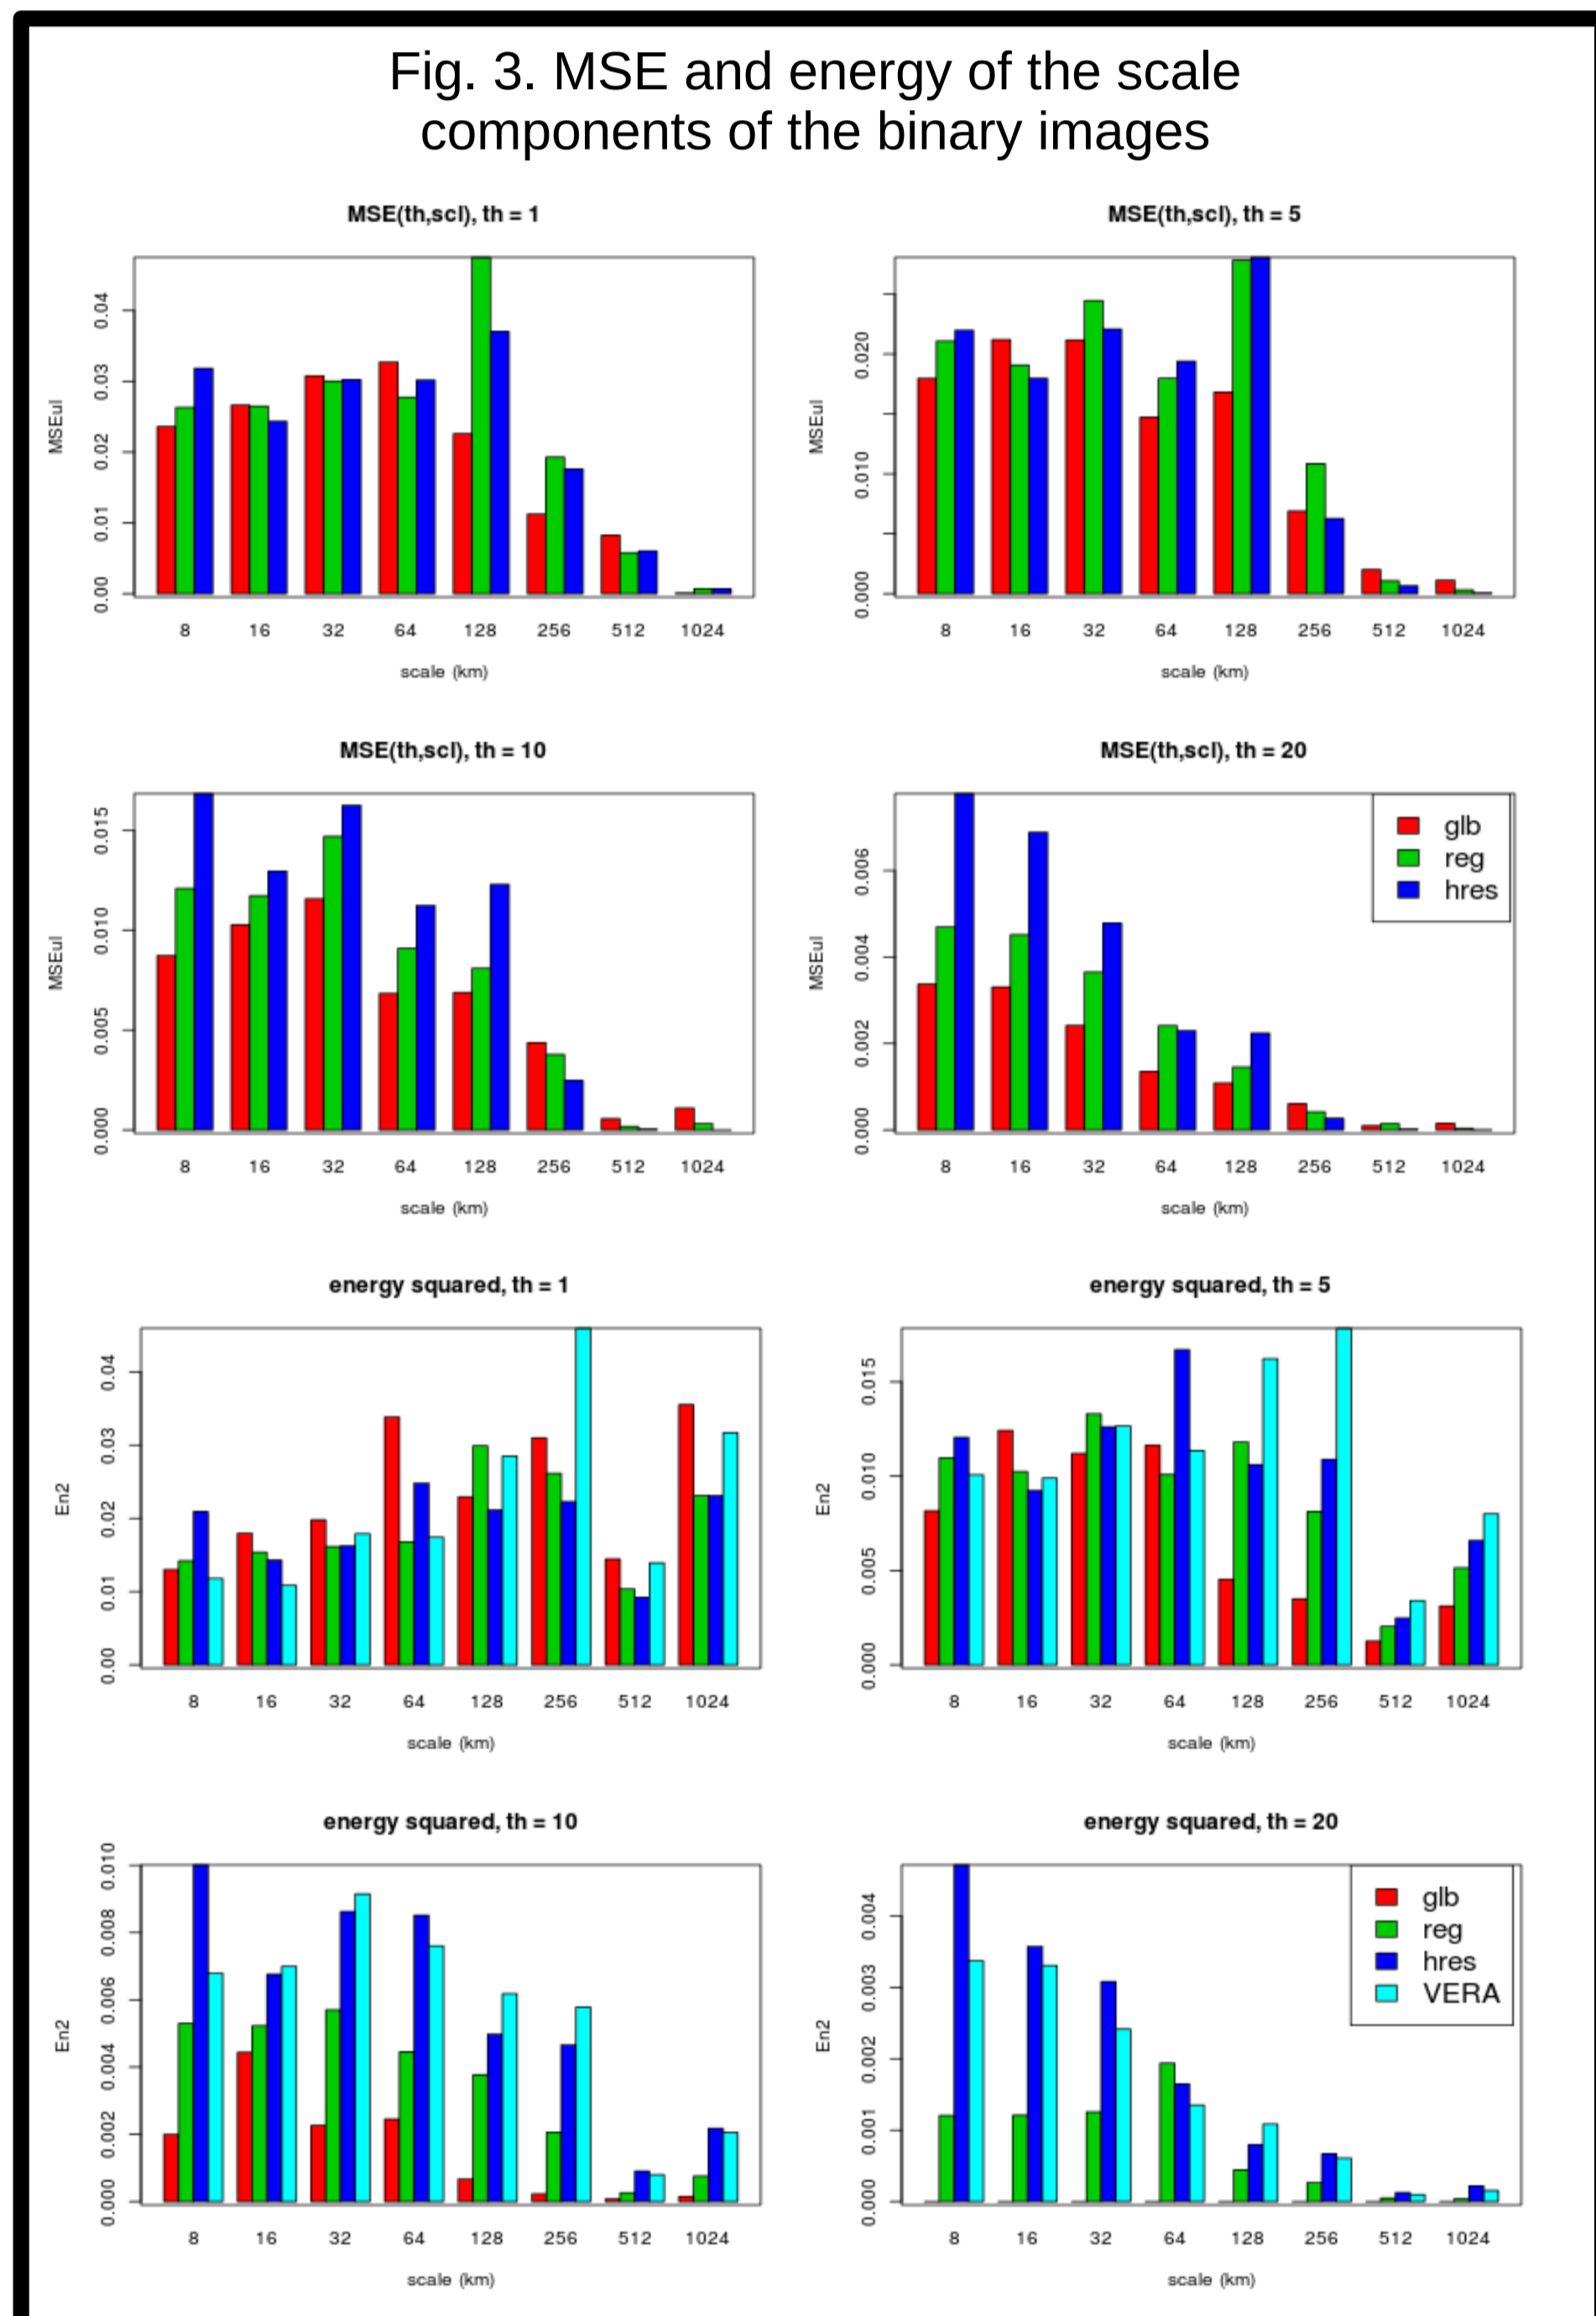 Fig. 3. MSE and energy of the scale
components of the binary images
MSE(th,scl), th = 1
MSEul
0.00 0.01 0.02 0.03 0.04
8 16 32 64 128 256 512 1024
scale (km)
MSE(th,scl), th = 5
MSEul
0.000 0.010 0.020
8 16 32 64 128 256 512 1024
scale (km)
MSE(th,scl), th = 10
MSEul
0.000 0.005 0.010 0.015
8 16 32 64 128 256 512 1024
scale (km)
MSE(th,scl), th = 20
MSEul
0.000 0.002 0.004 0.006
glb
reg
hres
8 16 32 64 128 256 512 1024
scale (km)
energy squared, th = 1
En2
0.00 0.01 0.02 0.03 0.04
8 16 32 64 128 256 512 1024
scale (km)
energy squared, th = 5
En2
0.000 0.005 0.010 0.015
8 16 32 64 128 256 512 1024
scale (km)
energy squared, th = 10
En2
0.000 0.002 0.004 0.006 0.008 0.010
8 16 32 64 128 256 512 1024
scale (km)
energy squared, th = 20
En2
0.000 0.001 0.002 0.003 0.004
glb
reg
hres
VERA
8 16 32 64 128 256 512 1024
scale (km)